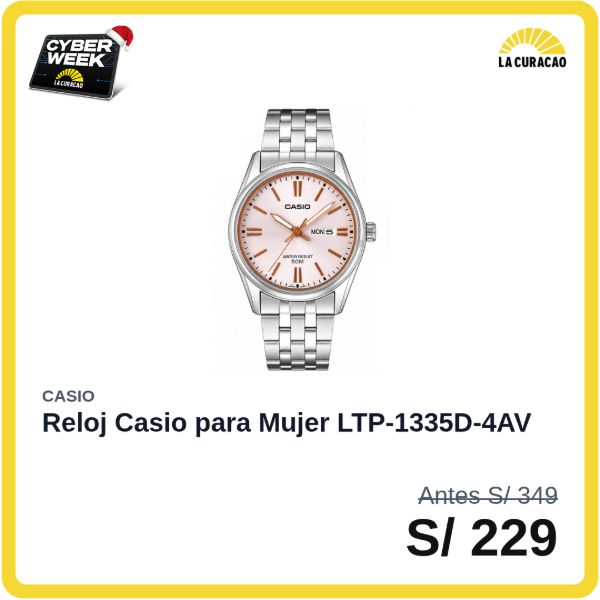 CYBER
WEEK
LA CURACAO
LA CURACAO
CASIO
MON 5
WATER RESIST
50M
CASIO
Reloj Casio para Mujer LTP-1335D-4AV
Antes S/ 349
S/ 229